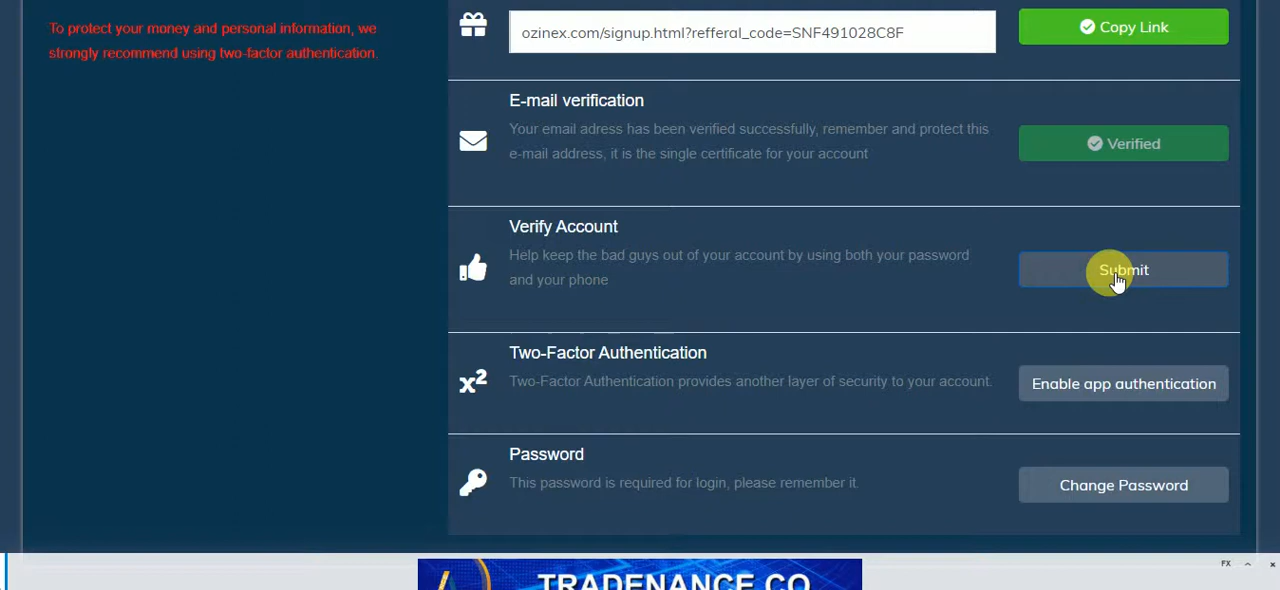 To protect your money and personal information, we
strongly recommend using two-factor authentication.
ozinex.com/signup.html?refferal_code=SNF491028C8F
Copy Link
E-mail verification
Your email adress has been verified successfully, remember and protect this
e-mail address, it is the single certificate for your account
Verified
Verify Account
Help keep the bad guys out of your account by using both your password
and your phone
Submit
Two-Factor Authentication
x²
Two-Factor Authentication provides another layer of security to your account.
Enable app authentication
Password
This password is required for login, please remember it.
Change Password
FX
TRADENANCE.CO